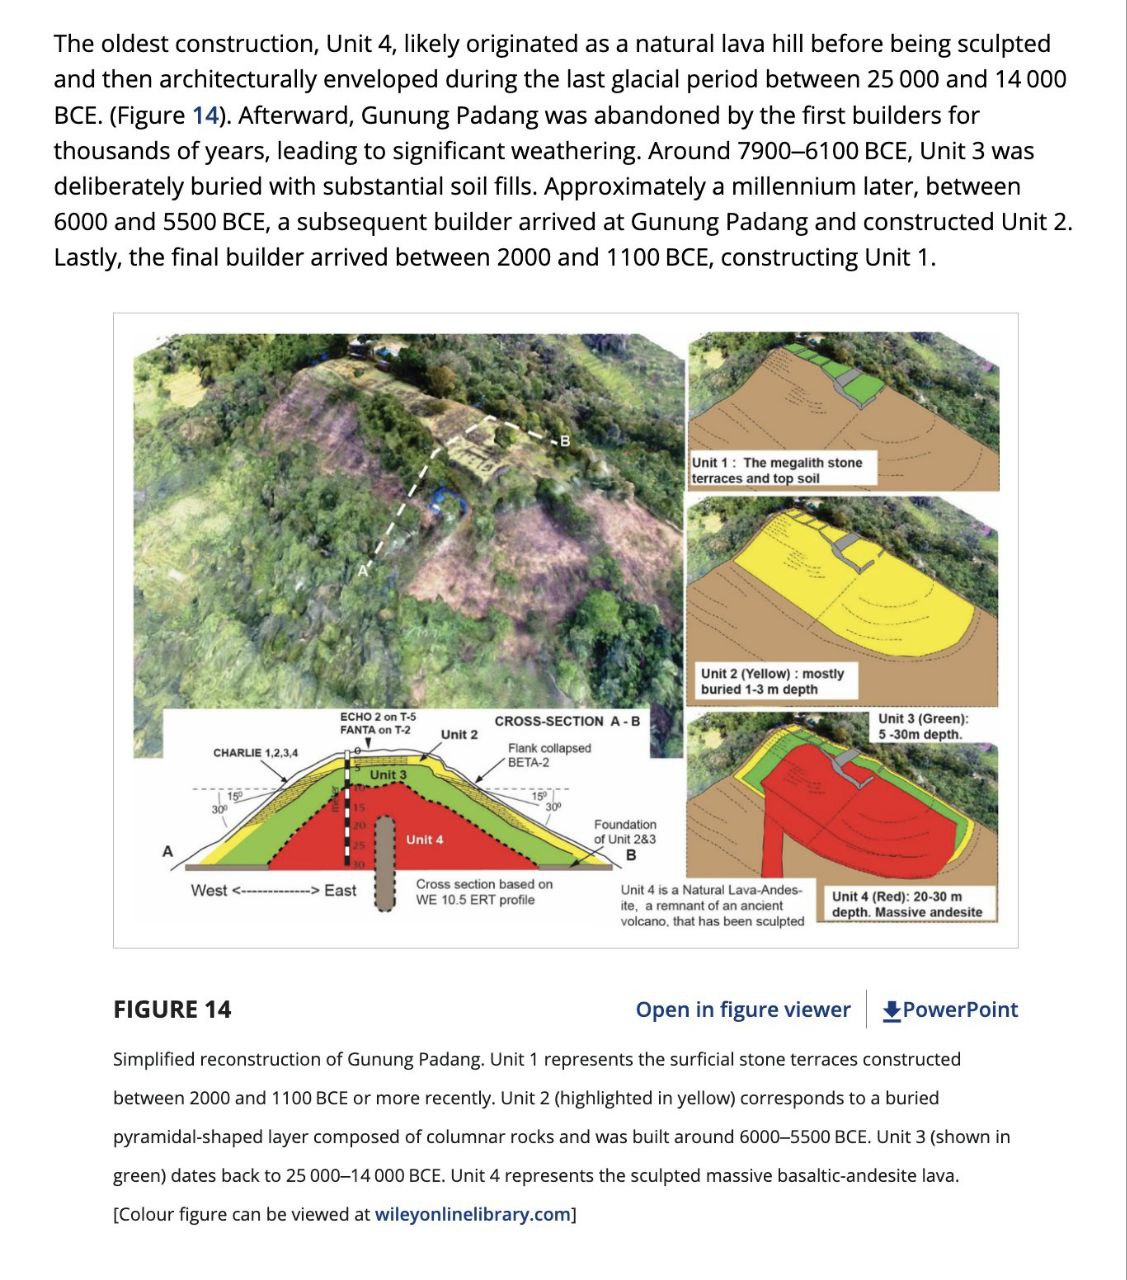 The oldest construction, Unit 4, likely originated as a natural lava hill before being sculpted
and then architecturally enveloped during the last glacial period between 25 000 and 14 000
BCE. (Figure 14). Afterward, Gunung Padang was abandoned by the first builders for
thousands of years, leading to significant weathering. Around 7900–6100 BCE, Unit 3 was
deliberately buried with substantial soil fills. Approximately a millennium later, between
6000 and 5500 BCE, a subsequent builder arrived at Gunung Padang and constructed Unit 2.
Lastly, the final builder arrived between 2000 and 1100 BCE, constructing Unit 1.
B
A
Unit 1 : The megalith stone
terraces and top soil
Unit 2 (Yellow) : mostly
buried 1-3 m depth
Unit 3 (Green):
5 -30m depth.
Unit 4 (Red): 20-30 m
depth. Massive andesite
ECHO 2 on T-5
FANTA on T-2
CROSS-SECTION A - B
Unit 2
CHARLIE 1,2,3,4
Flank collapsed
BETA-2
0
5
Unit 3
10
15
20
25
30
15º
30º
15º
30º
Unit 4
Foundation
of Unit 2&3
A
B
West <-------------> East
Cross section based on
WE 10.5 ERT profile
Unit 4 is a Natural Lava-Andes-
ite, a remnant of an ancient
volcano, that has been sculpted
FIGURE 14
Open in figure viewer
PowerPoint
Simplified reconstruction of Gunung Padang. Unit 1 represents the surficial stone terraces constructed
between 2000 and 1100 BCE or more recently. Unit 2 (highlighted in yellow) corresponds to a buried
pyramidal-shaped layer composed of columnar rocks and was built around 6000–5500 BCE. Unit 3 (shown in
green) dates back to 25 000–14 000 BCE. Unit 4 represents the sculpted massive basaltic-andesite lava.
[Colour figure can be viewed at wileyonlinelibrary.com]